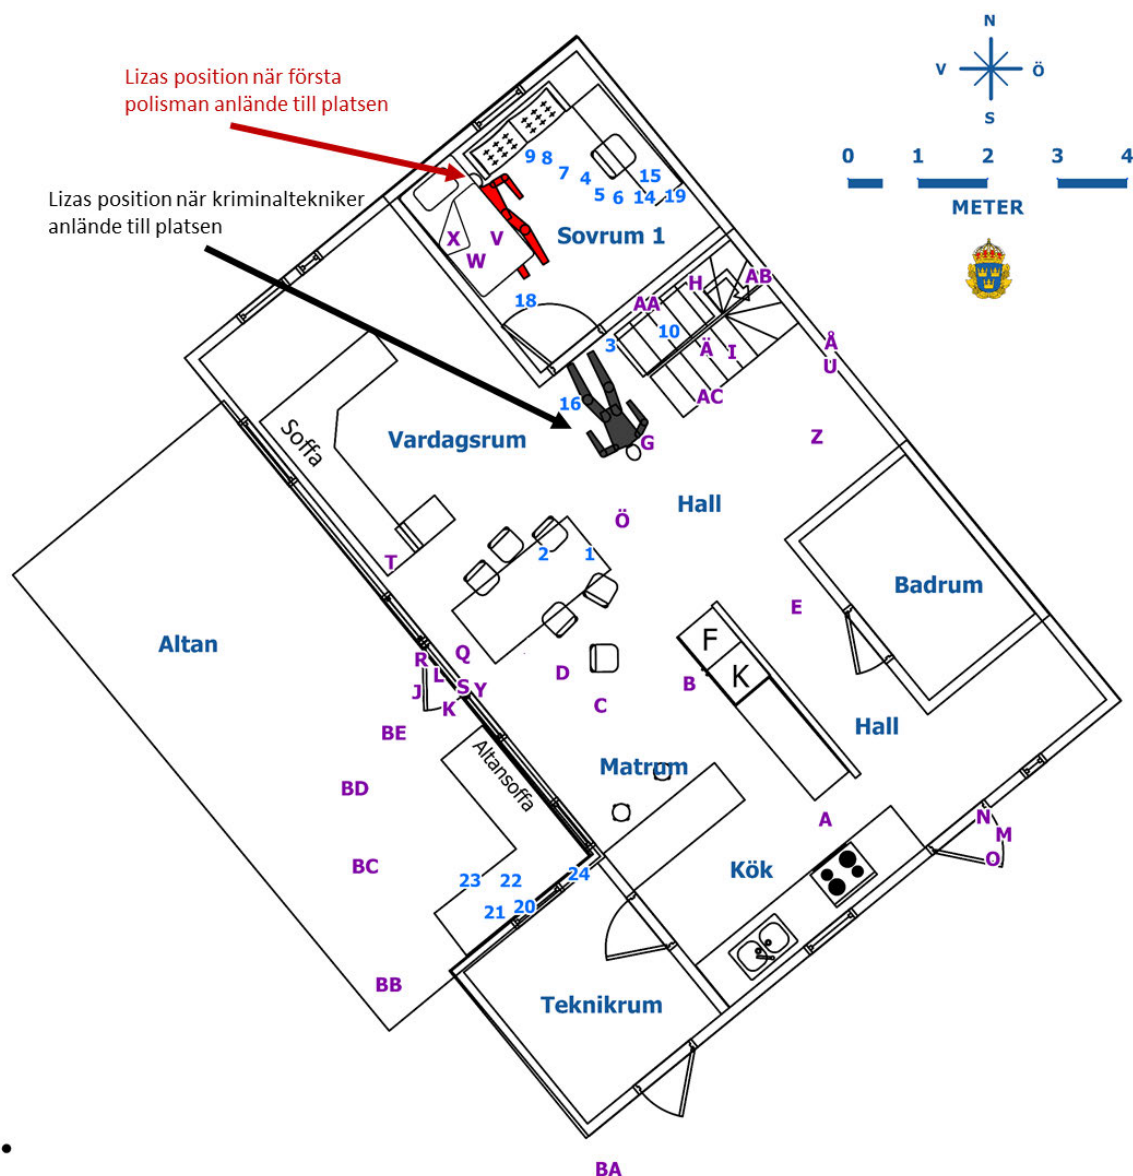 N
V
Ö
S
0 1 2 3 4
METER
Lizas position när första
polisman anlände till platsen
Lizas position när kriminaltekniker
anlände till platsen
9 8
7 4
5 6 14 15 19
X V
W
Sovrum 1
18
H AB
AA
10
3
Ä I
AC
Å
U
16
G
Z
Soffa
Vardagsrum
Hall
Ö
2 1
T
Badrum
E
F
K
Altan
Q
R
L
J
S Y
K
D
C
B
BE
Hall
Altansoffa
Matrum
BD
A
N
M
O
BC
Kök
23 22 24
21 20
BB
Teknikrum
BA